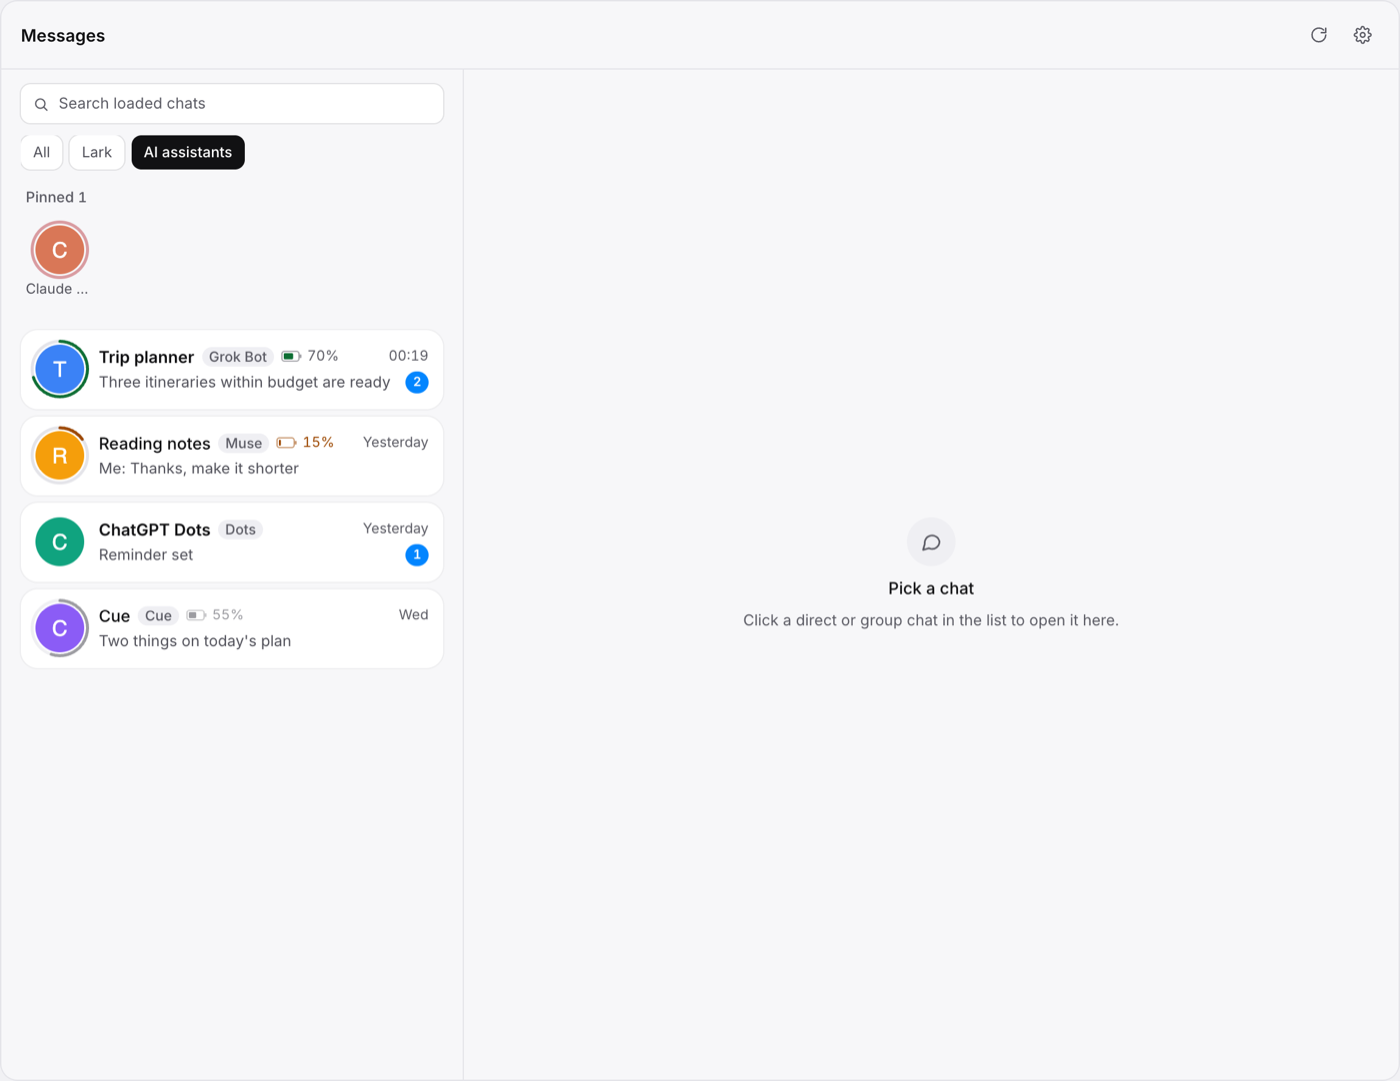 Messages
Search loaded chats
All
Lark
AI assistants
Pinned 1
C
Claude ...
T
Trip planner
Grok Bot
70%
00:19
Three itineraries within budget are ready
2
R
Reading notes
Muse
15%
Yesterday
Me: Thanks, make it shorter
C
ChatGPT Dots
Dots
Yesterday
Reminder set
1
C
Cue
Cue
55%
Wed
Two things on today's plan
Pick a chat
Click a direct or group chat in the list to open it here.